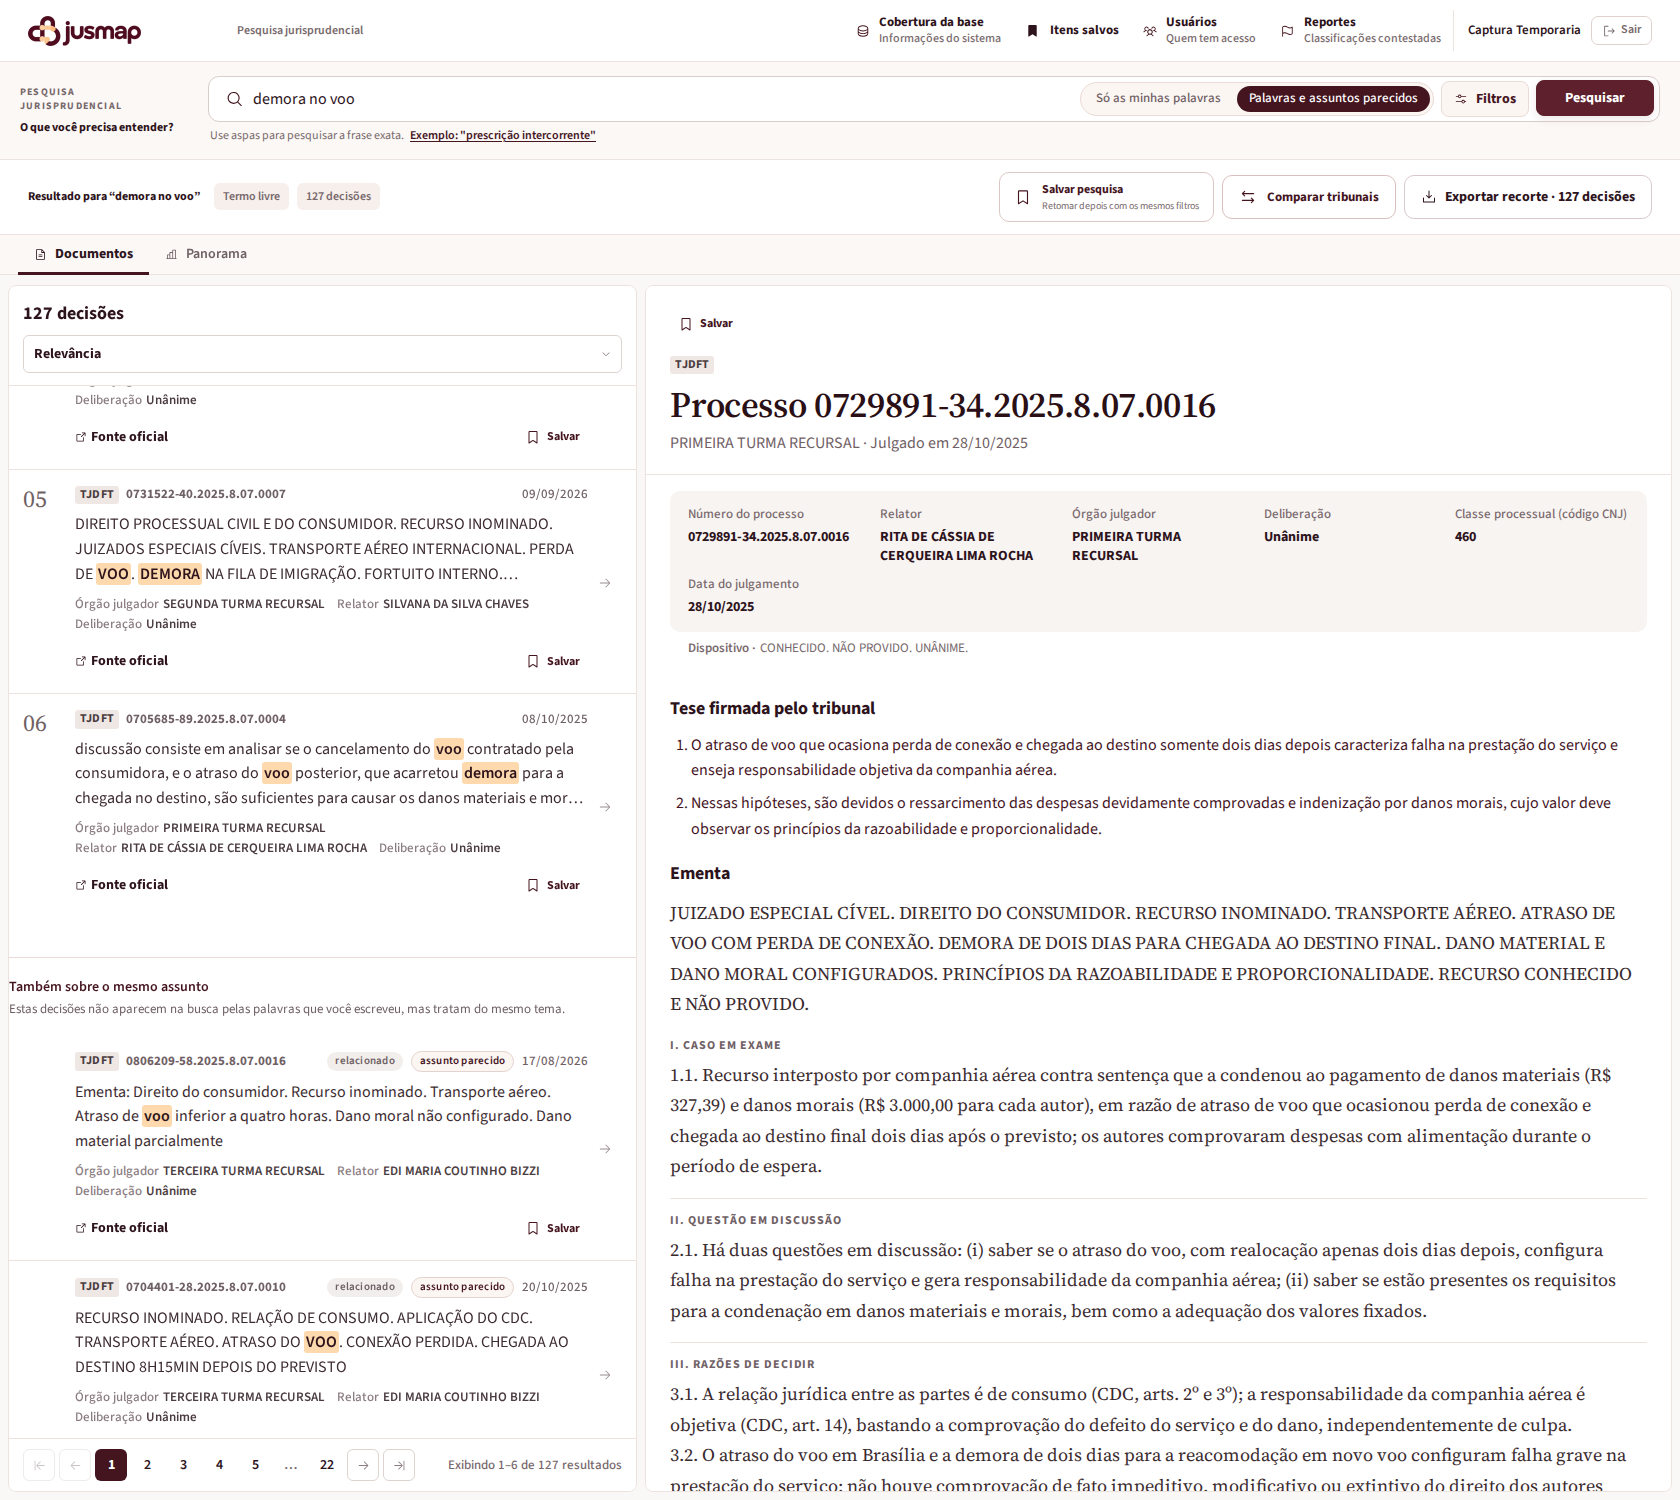 jusmap
Pesquisa jurisprudencial
Cobertura da base
Informações do sistema
Itens salvos
Usuários
Quem tem acesso
Reportes
Classificações contestadas
Captura Temporaria
Sair
PESQUISA
JURISPRUDENCIAL
O que você precisa entender?
demora no voo
Só as minhas palavras
Palavras e assuntos parecidos
Filtros
Pesquisar
Use aspas para pesquisar a frase exata. Exemplo: "prescrição intercorrente"
Resultado para “demora no voo”
Termo livre
127 decisões
Salvar pesquisa
Retomar depois com os mesmos filtros
Comparar tribunais
Exportar recorte · 127 decisões
Documentos
Panorama
127 decisões
Relevância
Deliberação Unânime
Fonte oficial
Salvar
05
TJDFT 0731522-40.2025.8.07.0007 09/09/2026
DIREITO PROCESSUAL CIVIL E DO CONSUMIDOR. RECURSO INOMINADO.
JUIZADOS ESPECIAIS CÍVEIS. TRANSPORTE AÉREO INTERNACIONAL. PERDA
DE VOO. DEMORA NA FILA DE IMIGRAÇÃO. FORTUITO INTERNO.…
Órgão julgador SEGUNDA TURMA RECURSAL Relator SILVANA DA SILVA CHAVES
Deliberação Unânime
Fonte oficial
Salvar
06
TJDFT 0705685-89.2025.8.07.0004 08/10/2025
discussão consiste em analisar se o cancelamento do voo contratado pela
consumidora, e o atraso do voo posterior, que acarretou demora para a
chegada no destino, são suficientes para causar os danos materiais e mor…
Órgão julgador PRIMEIRA TURMA RECURSAL
Relator RITA DE CÁSSIA DE CERQUEIRA LIMA ROCHA Deliberação Unânime
Fonte oficial
Salvar
Também sobre o mesmo assunto
Estas decisões não aparecem na busca pelas palavras que você escreveu, mas tratam do mesmo tema.
TJDFT 0806209-58.2025.8.07.0016 relacionado assunto parecido 17/08/2026
Ementa: Direito do consumidor. Recurso inominado. Transporte aéreo.
Atraso de voo inferior a quatro horas. Dano moral não configurado. Dano
material parcialmente
Órgão julgador TERCEIRA TURMA RECURSAL Relator EDI MARIA COUTINHO BIZZI
Deliberação Unânime
Fonte oficial
Salvar
TJDFT 0704401-28.2025.8.07.0010 relacionado assunto parecido 20/10/2025
RECURSO INOMINADO. RELAÇÃO DE CONSUMO. APLICAÇÃO DO CDC.
TRANSPORTE AÉREO. ATRASO DO VOO. CONEXÃO PERDIDA. CHEGADA AO
DESTINO 8H15MIN DEPOIS DO PREVISTO
Órgão julgador TERCEIRA TURMA RECURSAL Relator EDI MARIA COUTINHO BIZZI
Deliberação Unânime
1 2 3 4 5 … 22
Exibindo 1–6 de 127 resultados
Salvar
TJDFT
Processo 0729891-34.2025.8.07.0016
PRIMEIRA TURMA RECURSAL · Julgado em 28/10/2025
Número do processo
0729891-34.2025.8.07.0016
Relator
RITA DE CÁSSIA DE
CERQUEIRA LIMA ROCHA
Órgão julgador
PRIMEIRA TURMA
RECURSAL
Deliberação
Unânime
Classe processual (código CNJ)
460
Data do julgamento
28/10/2025
Dispositivo · CONHECIDO. NÃO PROVIDO. UNÂNIME.
Tese firmada pelo tribunal
1. O atraso de voo que ocasiona perda de conexão e chegada ao destino somente dois dias depois caracteriza falha na prestação do serviço e
enseja responsabilidade objetiva da companhia aérea.
2. Nessas hipóteses, são devidos o ressarcimento das despesas devidamente comprovadas e indenização por danos morais, cujo valor deve
observar os princípios da razoabilidade e proporcionalidade.
Ementa
JUIZADO ESPECIAL CÍVEL. DIREITO DO CONSUMIDOR. RECURSO INOMINADO. TRANSPORTE AÉREO. ATRASO DE
VOO COM PERDA DE CONEXÃO. DEMORA DE DOIS DIAS PARA CHEGADA AO DESTINO FINAL. DANO MATERIAL E
DANO MORAL CONFIGURADOS. PRINCÍPIOS DA RAZOABILIDADE E PROPORCIONALIDADE. RECURSO CONHECIDO
E NÃO PROVIDO.
I. CASO EM EXAME
1.1. Recurso interposto por companhia aérea contra sentença que a condenou ao pagamento de danos materiais (R$
327,39) e danos morais (R$ 3.000,00 para cada autor), em razão de atraso de voo que ocasionou perda de conexão e
chegada ao destino final dois dias após o previsto; os autores comprovaram despesas com alimentação durante o
período de espera.
II. QUESTÃO EM DISCUSSÃO
2.1. Há duas questões em discussão: (i) saber se o atraso do voo, com realocação apenas dois dias depois, configura
falha na prestação do serviço e gera responsabilidade da companhia aérea; (ii) saber se estão presentes os requisitos
para a condenação em danos materiais e morais, bem como a adequação dos valores fixados.
III. RAZÕES DE DECIDIR
3.1. A relação jurídica entre as partes é de consumo (CDC, arts. 2º e 3º); a responsabilidade da companhia aérea é
objetiva (CDC, art. 14), bastando a comprovação do defeito do serviço e do dano, independentemente de culpa.
3.2. O atraso do voo em Brasília e a demora de dois dias para a reacomodação em novo voo configuram falha grave na
prestação do serviço; não houve comprovação de fato impeditivo, modificativo ou extintivo do direito dos autores